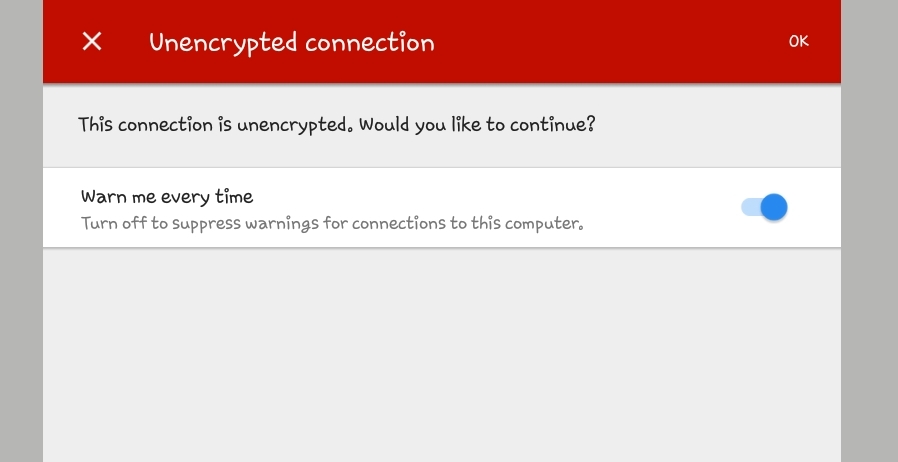 Unencrypted connection
OK
This connection is unencrypted. Would you like to continue?
Warn me every time
Turn off to suppress warnings for connections to this computer.